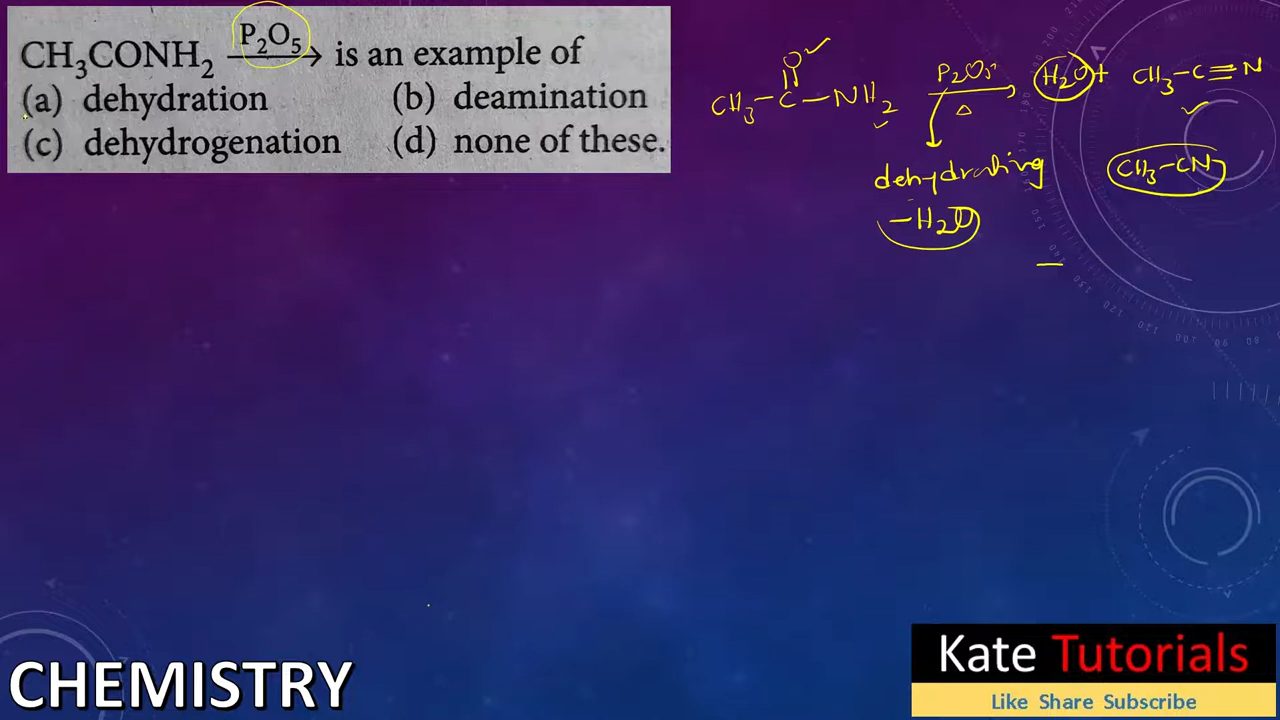 CH₃CONH₂ P₂O₅ → is an example of
(a) dehydration (b) deamination
(c) dehydrogenation (d) none of these.
O
CH₃–C–NH₂ P₂O₅ Δ → H₂O + CH₃–C≡N
dehydrating CH₃–CN
–H₂O
CHEMISTRY
Kate Tutorials
Like Share Subscribe